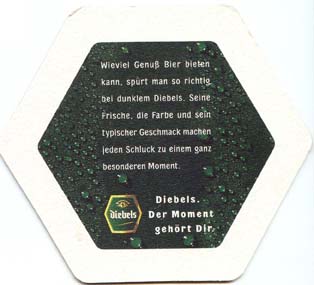 Wieviel Genuß Bier bieten
kann, spürt man so richtig
bei dunklem Diebels. Seine
Frische, die Farbe und sein
typischer Geschmack machen
jeden Schluck zu einem ganz
besonderen Moment.
Diebels
Diebels.
Der Moment
gehört Dir.